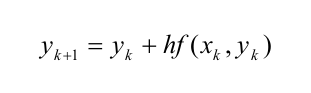 y_{k+1} = y_k + hf(x_k, y_k)